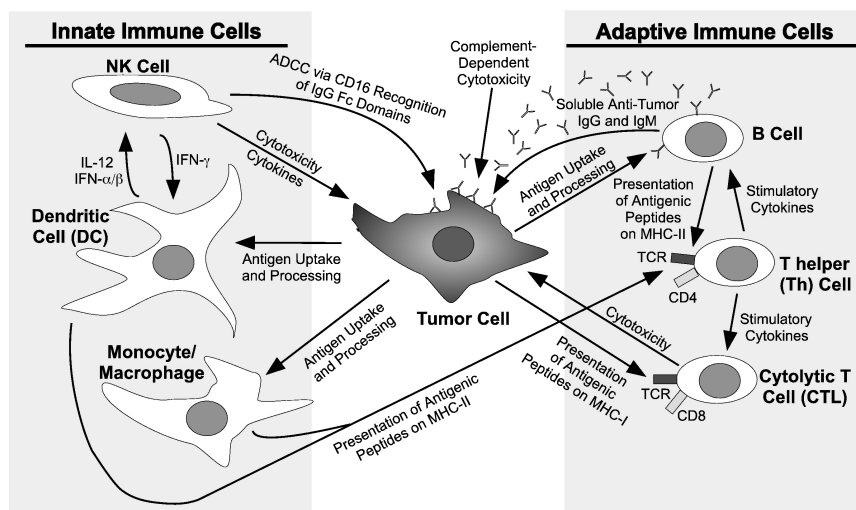 Innate Immune Cells
Adaptive Immune Cells
NK Cell
ADCC via CD16 Recognition
of IgG Fc Domains
Complement-
Dependent
Cytotoxicity
Soluble Anti-Tumor
IgG and IgM
B Cell
Cytotoxicity
Cytokines
IL-12
IFN-α/β
IFN-γ
Antigen Uptake
and Processing
Presentation
of Antigenic
Peptides
on MHC-II
Stimulatory
Cytokines
Dendritic
Cell (DC)
Antigen Uptake
and Processing
Tumor Cell
TCR
CD4
T helper
(Th) Cell
Antigen Uptake
and Processing
Cytotoxicity
Stimulatory
Cytokines
Monocyte/
Macrophage
Presentation of Antigenic
Peptides on MHC-II
Presentation
of Antigenic
Peptides on MHC-I
TCR
CD8
Cytolytic T
Cell (CTL)